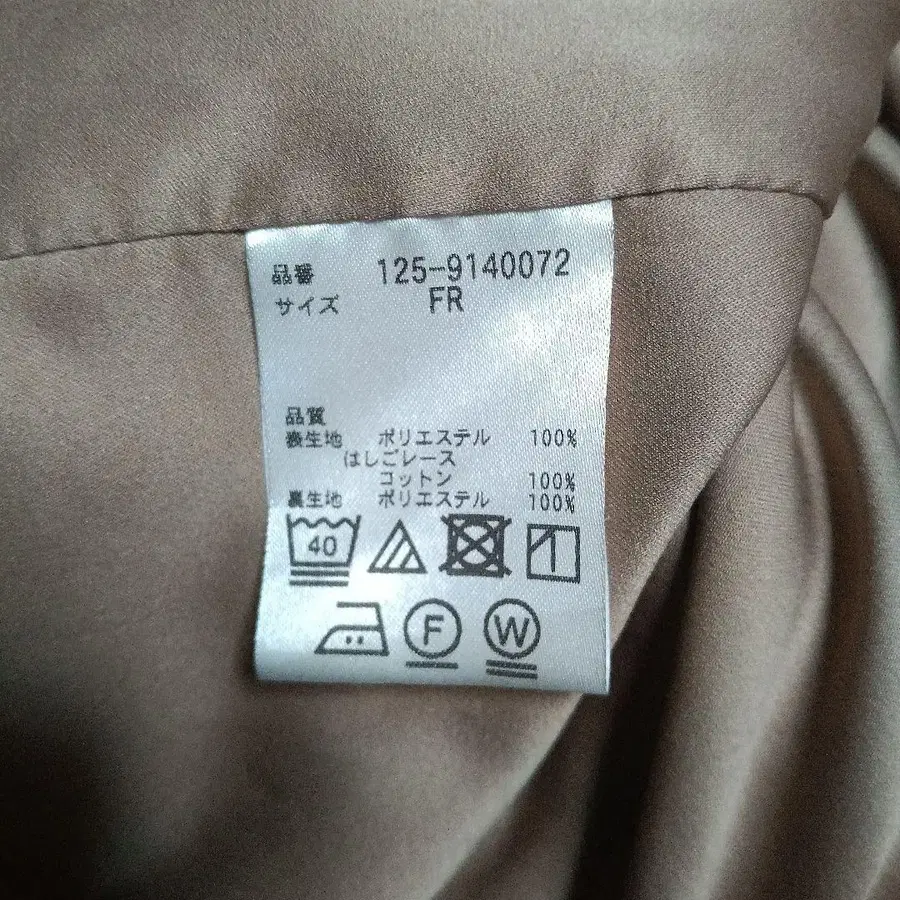 品番 125-9140072
サイズ FR
品質
表生地 ポリエステル 100%
はしごレース
コットン 100%
裏生地 ポリエステル 100%
40
F W